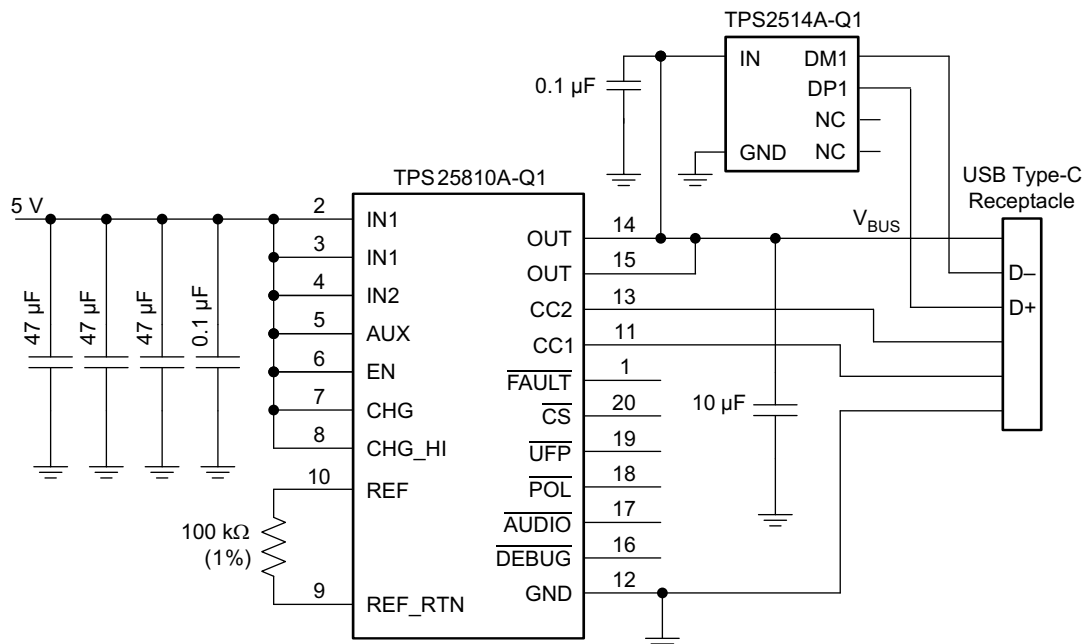 TPS2514A-Q1
IN
DM1
DP1
NC
GND
NC
0.1 µF
TPS25810A-Q1
USB Type-C
Receptacle
5 V
2
IN1
3
IN1
4
IN2
5
AUX
6
EN
7
CHG
8
CHG_HI
10
REF
9
REF_RTN
47 µF
47 µF
47 µF
0.1 µF
100 kΩ
(1%)
OUT
14
OUT
15
CC2
13
CC1
11
FAULT
1
CS
20
UFP
19
POL
18
AUDIO
17
DEBUG
16
GND
12
10 µF
VBUS
D–
D+